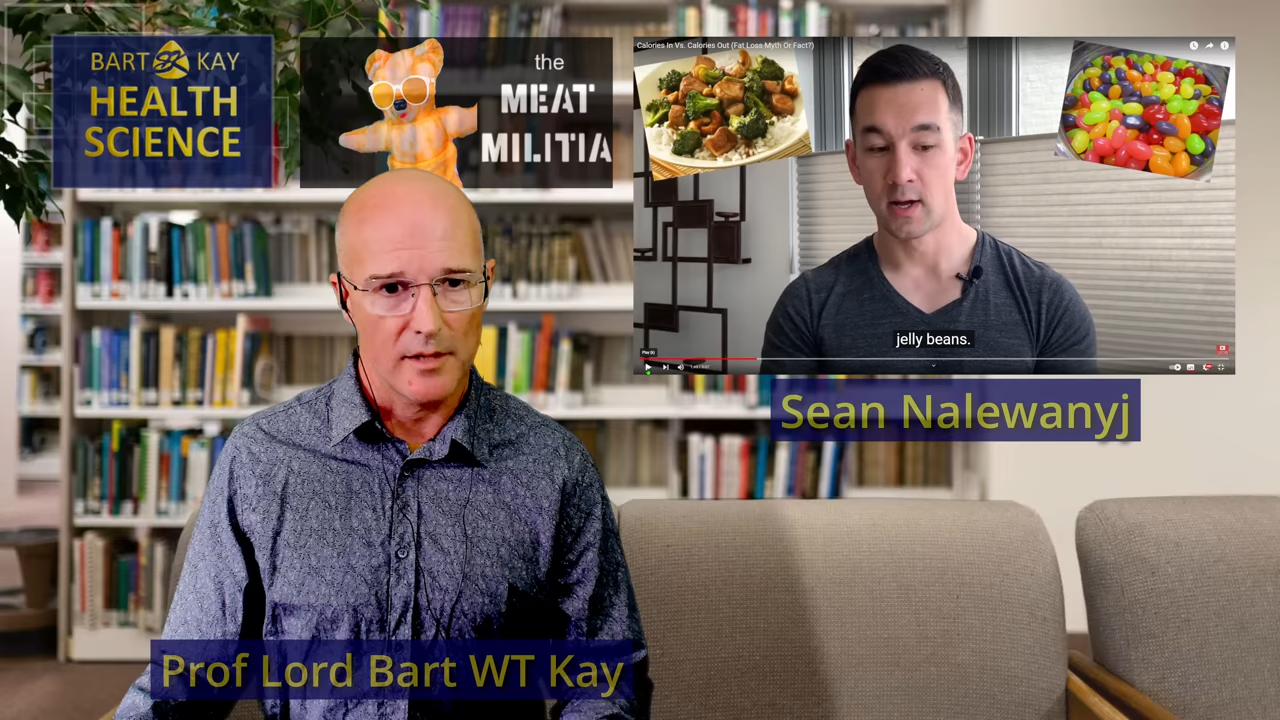 BART KAY
HEALTH
SCIENCE
the
MEAT
MILITIA
Calories In Vs. Calories Out (Fat Loss Myth Or Fact?)
jelly beans.
Sean Nalewanyj
Prof Lord Bart WT Kay